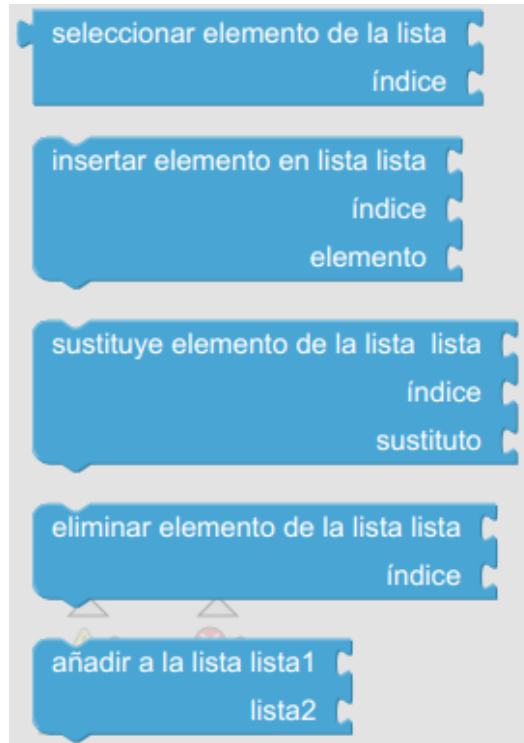 seleccionar elemento de la lista
índice
insertar elemento en lista lista
índice
elemento
sustituye elemento de la lista lista
índice
sustituto
eliminar elemento de la lista lista
índice
añadir a la lista lista1
lista2